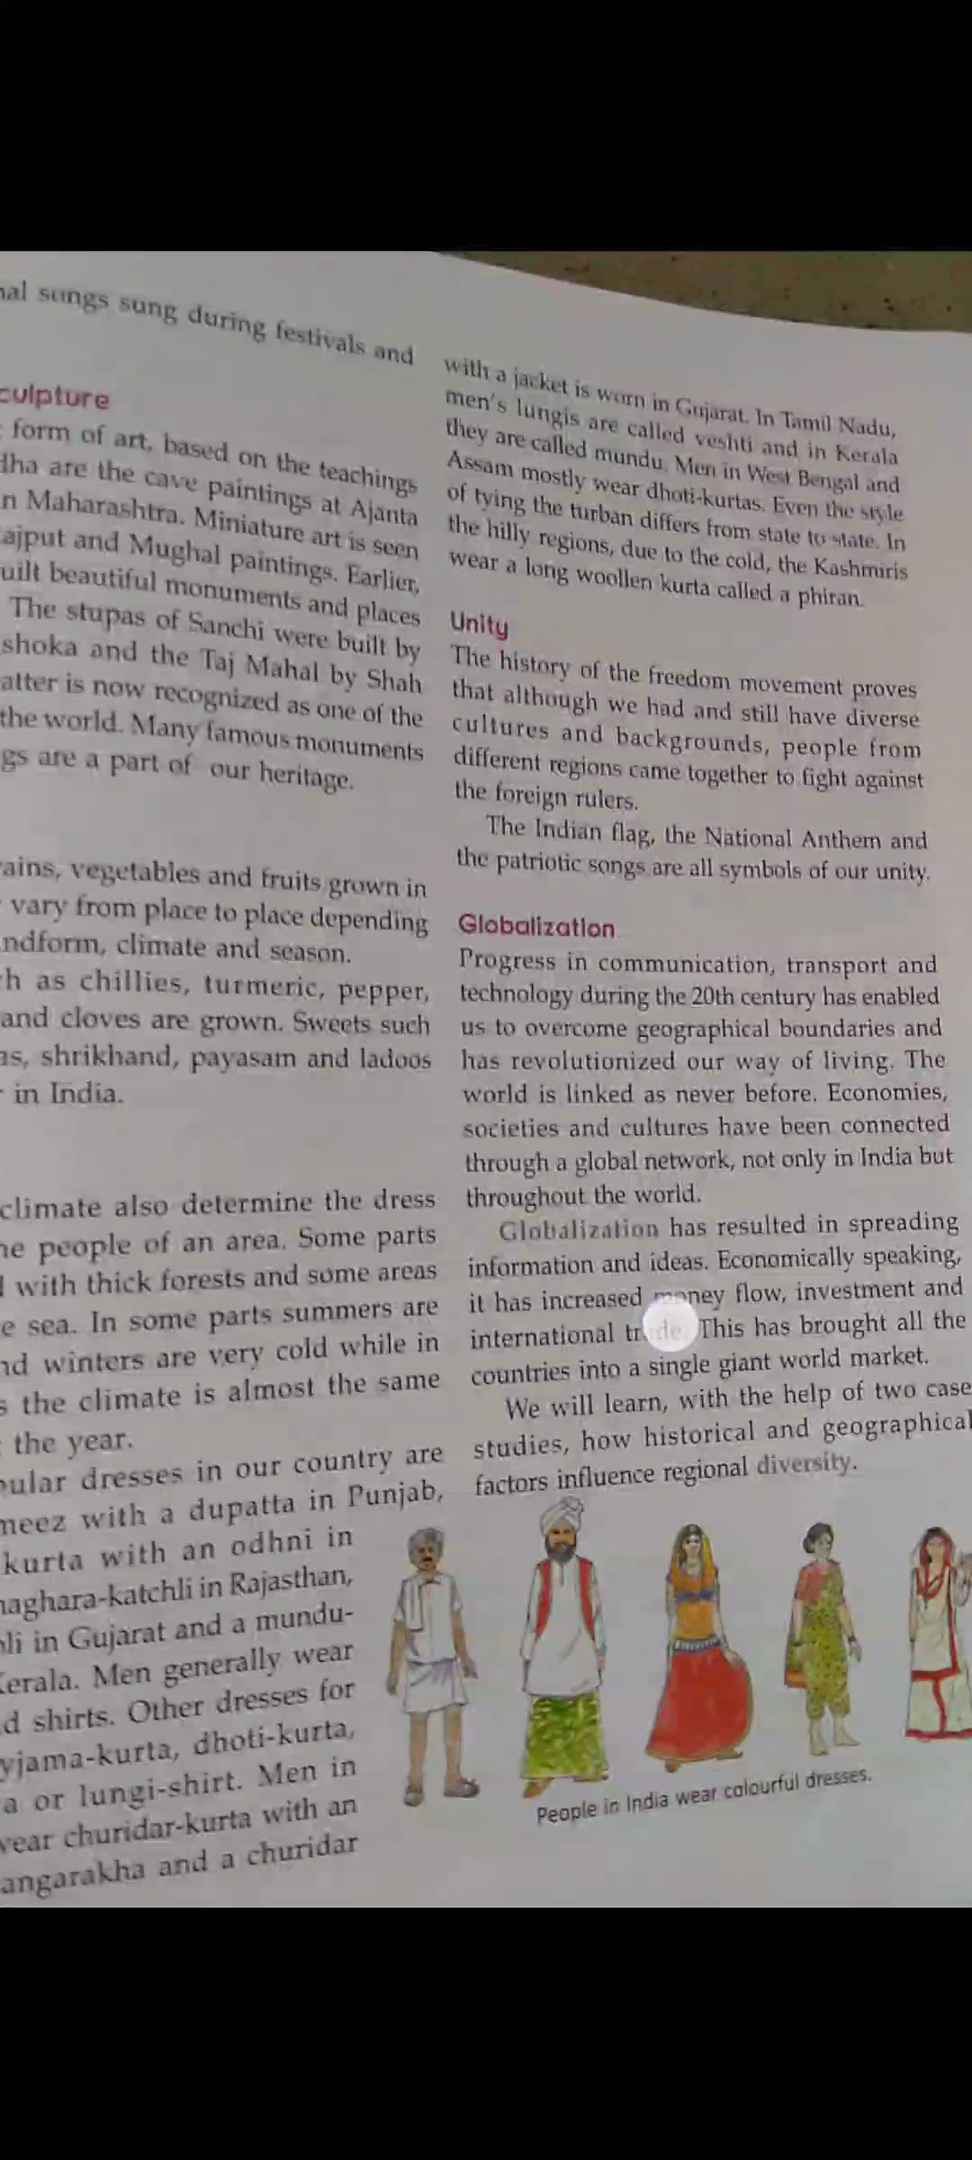 songs sung during festivals and
culpture
form of art, based on the teachings
dha are the cave paintings at Ajanta
n Maharashtra. Miniature art is seen
ajput and Mughal paintings. Earlier,
uilt beautiful monuments and places
The stupas of Sanchi were built by
shoka and the Taj Mahal by Shah
atter is now recognized as one of the
the world. Many famous monuments
gs are a part of our heritage.
ains, vegetables and fruits grown in
vary from place to place depending
ndform, climate and season.
h as chillies, turmeric, pepper,
and cloves are grown. Sweets such
as, shrikhand, payasam and ladoos
in India.
climate also determine the dress
he people of an area. Some parts
with thick forests and some areas
e sea. In some parts summers are
nd winters are very cold while in
s the climate is almost the same
the year.
pular dresses in our country are
meez with a dupatta in Punjab,
kurta with an odhni in
haghara-katchli in Rajasthan,
li in Gujarat and a mundu-
Kerala. Men generally wear
d shirts. Other dresses for
yjama-kurta, dhoti-kurta,
a or lungi-shirt. Men in
wear churidar-kurta with an
angarakha and a churidar
with a jacket is worn in Gujarat. In Tamil Nadu,
men's lungis are called veshti and in Kerala
they are called mundu. Men in West Bengal and
Assam mostly wear dhoti-kurtas. Even the style
of tying the turban differs from state to state. In
the hilly regions, due to the cold, the Kashmiris
wear a long woollen kurta called a phiran.
Unity
The history of the freedom movement proves
that although we had and still have diverse
cultures and backgrounds, people from
different regions came together to fight against
the foreign rulers.
The Indian flag, the National Anthem and
the patriotic songs are all symbols of our unity.
Globalization
Progress in communication, transport and
technology during the 20th century has enabled
us to overcome geographical boundaries and
has revolutionized our way of living. The
world is linked as never before. Economies,
societies and cultures have been connected
through a global network, not only in India but
throughout the world.
Globalization has resulted in spreading
information and ideas. Economically speaking,
it has increased money flow, investment and
international trade. This has brought all the
countries into a single giant world market.
We will learn, with the help of two case
studies, how historical and geographical
factors influence regional diversity.
People in India wear colourful dresses.